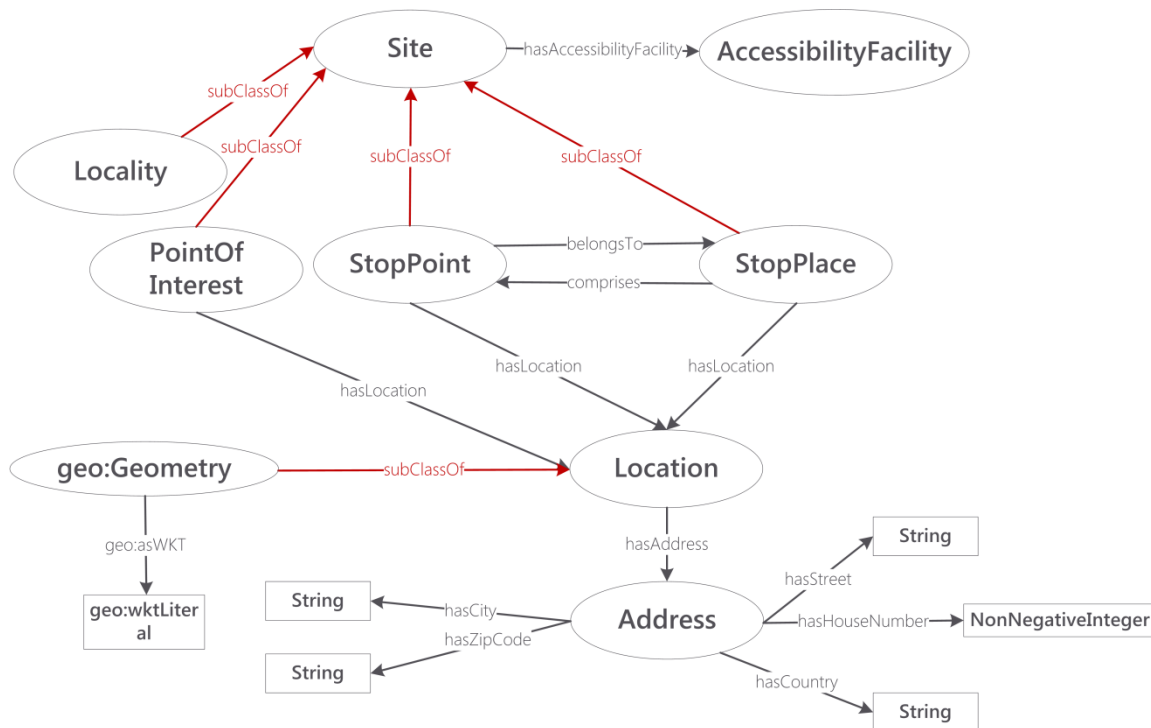 Site
hasAccessibilityFacility
AccessibilityFacility
subClassOf
subClassOf
subClassOf
subClassOf
Locality
PointOf
Interest
StopPoint
belongsTo
comprises
StopPlace
hasLocation
hasLocation
hasLocation
geo:Geometry
subClassOf
Location
geo:asWKT
hasAddress
geo:wktLiter
al
String
hasCity
String
hasZipCode
Address
hasStreet
String
hasHouseNumber
NonNegativeInteger
hasCountry
String